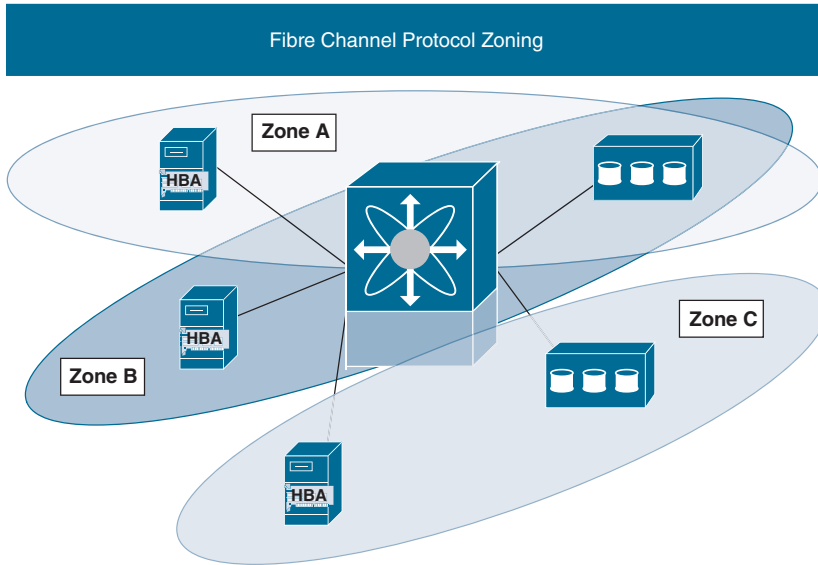 Fibre Channel Protocol Zoning
Zone A
HBA
HBA
Zone C
Zone B
HBA